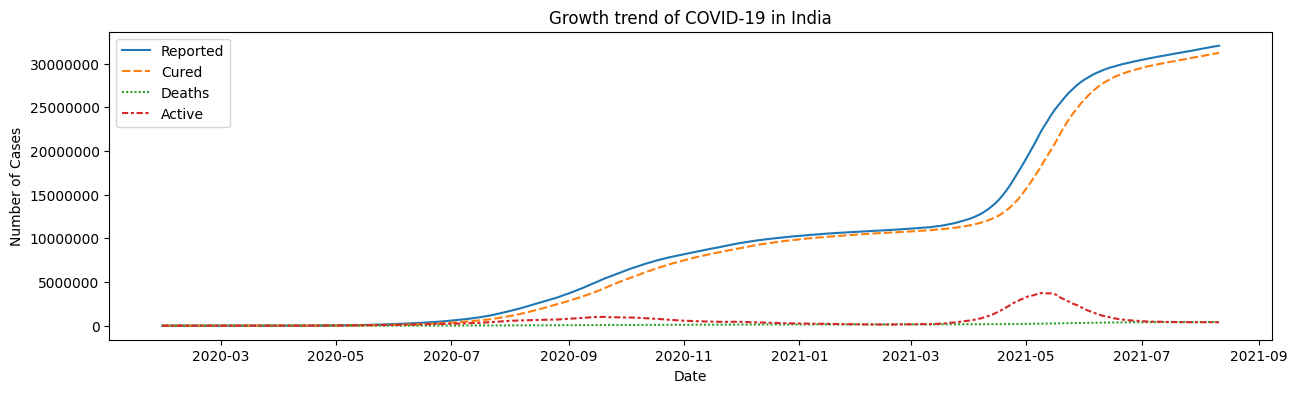 Growth trend of COVID-19 in India
Reported
Cured
Deaths
Active
30000000
25000000
20000000
15000000
10000000
5000000
0
Number of Cases
2020-03 2020-05 2020-07 2020-09 2020-11 2021-01 2021-03 2021-05 2021-07 2021-09
Date